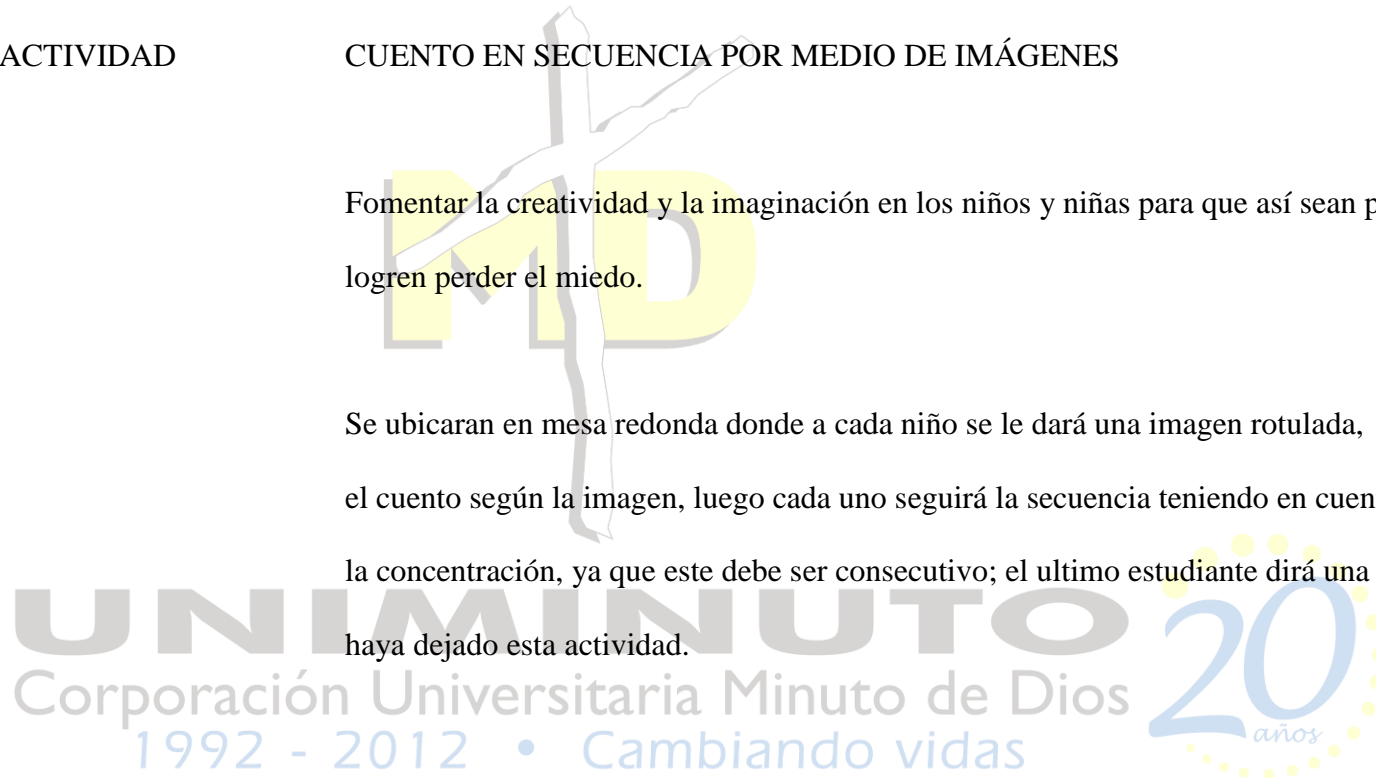 ACTIVIDAD CUENTO EN SECUENCIA POR MEDIO DE IMÁGENES
Fomentar la creatividad y la imaginación en los niños y niñas para que así sean p
logren perder el miedo.
MD
Se ubicaran en mesa redonda donde a cada niño se le dará una imagen rotulada,
el cuento según la imagen, luego cada uno seguirá la secuencia teniendo en cuen
la concentración, ya que este debe ser consecutivo; el ultimo estudiante dirá una
haya dejado esta actividad.
UNIMINUTO
Corporación Universitaria Minuto de Dios
1992 - 2012 • Cambiando vidas
20
años